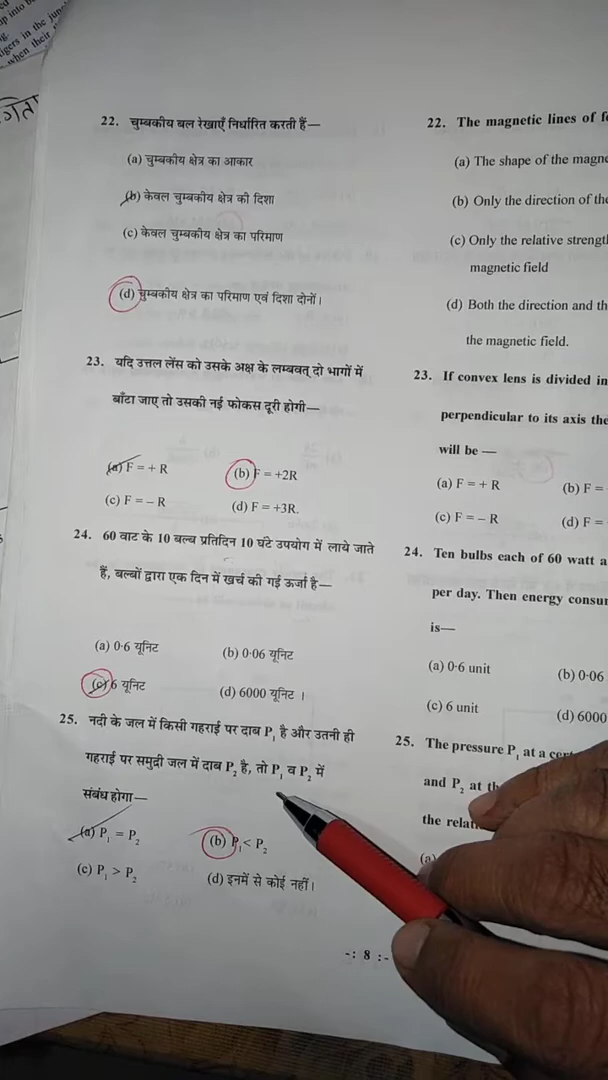 22. चुम्बकीय बल रेखाएँ निर्धारित करती हैं—
(a) चुम्बकीय क्षेत्र का आकार
(b) केवल चुम्बकीय क्षेत्र की दिशा
(c) केवल चुम्बकीय क्षेत्र का परिमाण
(d) चुम्बकीय क्षेत्र का परिमाण एवं दिशा दोनों।
23. यदि उत्तल लेंस को उसके अक्ष के लम्बवत् दो भागों में
बाँटा जाए तो उसकी नई फोकस दूरी होगी—
(a) F = + R (b) F = +2R
(c) F = – R (d) F = +3R.
24. 60 वाट के 10 बल्ब प्रतिदिन 10 घंटे उपयोग में लाये जाते
हैं, बल्बों द्वारा एक दिन में खर्च की गई ऊर्जा है—
(a) 0·6 यूनिट (b) 0·06 यूनिट
(c) 6 यूनिट (d) 6000 यूनिट ।
25. नदी के जल में किसी गहराई पर दाब P₁ है और उतनी ही
गहराई पर समुद्री जल में दाब P₂ है, तो P₁ व P₂ में
संबंध होगा—
(a) P₁ = P₂ (b) P₁ < P₂
(c) P₁ > P₂ (d) इनमें से कोई नहीं।
22. The magnetic lines of
(a) The shape of the
(b) Only the direction of
(c) Only the relative
magnetic field
(d) Both the direction and
the magnetic field.
23. If convex lens is divided in
perpendicular to its axis the
will be —
(a) F = + R (b) F =
(c) F = – R (d) F =
24. Ten bulbs each of 60 watt
per day. Then energy
is—
(a) 0·6 unit (b) 0·06
(c) 6 unit (d) 6000
25. The pressure P₁ at a
and P₂ at
the
(a)
-: 8 :-